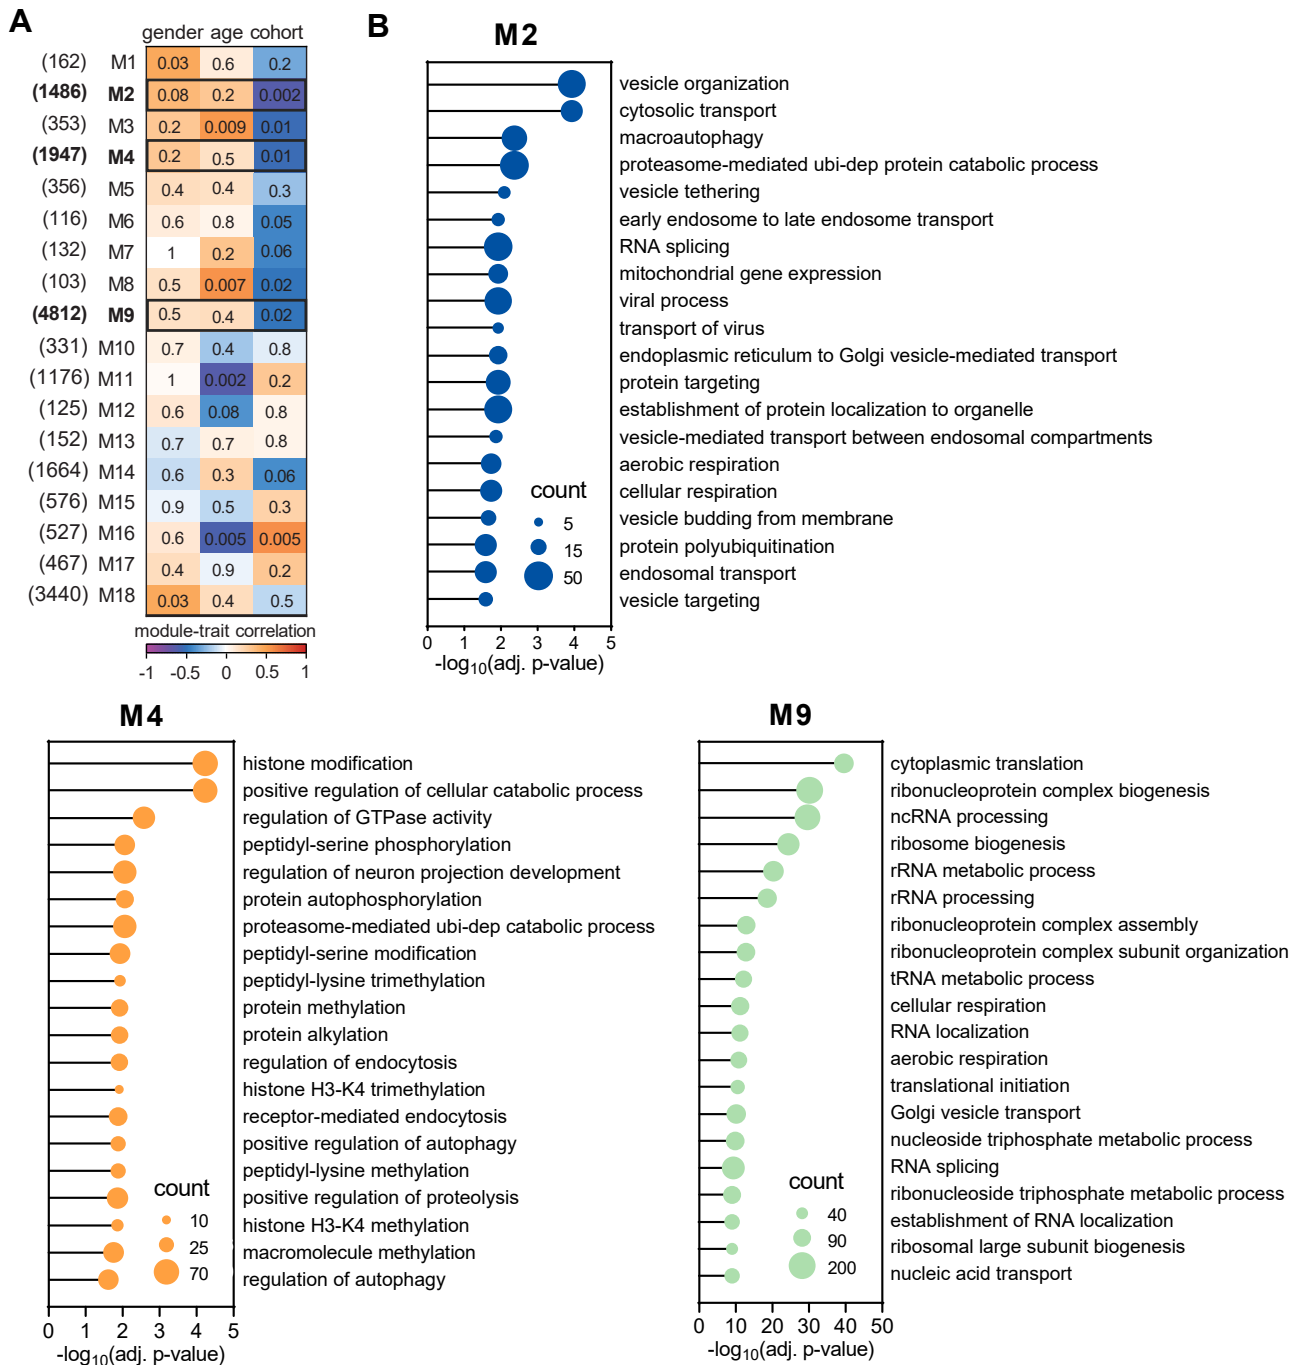 A
gender age cohort
(162) M1 0.03 0.6 0.2
(1486) M2 0.08 0.2 0.002
(353) M3 0.2 0.009 0.01
(1947) M4 0.2 0.5 0.01
(356) M5 0.4 0.4 0.3
(116) M6 0.6 0.8 0.05
(132) M7 1 0.2 0.06
(103) M8 0.5 0.007 0.02
(4812) M9 0.5 0.4 0.02
(331) M10 0.7 0.4 0.8
(1176) M11 1 0.002 0.2
(125) M12 0.6 0.08 0.8
(152) M13 0.7 0.7 0.8
(1664) M14 0.6 0.3 0.06
(576) M15 0.9 0.5 0.3
(527) M16 0.6 0.005 0.005
(467) M17 0.4 0.9 0.2
(3440) M18 0.03 0.4 0.5
module-trait correlation
-1 -0.5 0 0.5 1
B
M2
vesicle organization
cytosolic transport
macroautophagy
proteasome-mediated ubi-dep protein catabolic process
vesicle tethering
early endosome to late endosome transport
RNA splicing
mitochondrial gene expression
viral process
transport of virus
endoplasmic reticulum to Golgi vesicle-mediated transport
protein targeting
establishment of protein localization to organelle
vesicle-mediated transport between endosomal compartments
aerobic respiration
cellular respiration
vesicle budding from membrane
protein polyubiquitination
endosomal transport
vesicle targeting
count
5
15
50
0 1 2 3 4 5
-log10(adj. p-value)
M4
histone modification
positive regulation of cellular catabolic process
regulation of GTPase activity
peptidyl-serine phosphorylation
regulation of neuron projection development
protein autophosphorylation
proteasome-mediated ubi-dep catabolic process
peptidyl-serine modification
peptidyl-lysine trimethylation
protein methylation
protein alkylation
regulation of endocytosis
histone H3-K4 trimethylation
receptor-mediated endocytosis
positive regulation of autophagy
peptidyl-lysine methylation
positive regulation of proteolysis
histone H3-K4 methylation
macromolecule methylation
regulation of autophagy
count
10
25
70
0 1 2 3 4 5
-log10(adj. p-value)
M9
cytoplasmic translation
ribonucleoprotein complex biogenesis
ncRNA processing
ribosome biogenesis
rRNA metabolic process
rRNA processing
ribonucleoprotein complex assembly
ribonucleoprotein complex subunit organization
tRNA metabolic process
cellular respiration
RNA localization
aerobic respiration
translational initiation
Golgi vesicle transport
nucleoside triphosphate metabolic process
RNA splicing
ribonucleoside triphosphate metabolic process
establishment of RNA localization
ribosomal large subunit biogenesis
nucleic acid transport
count
40
90
200
0 10 20 30 40 50
-log10(adj. p-value)